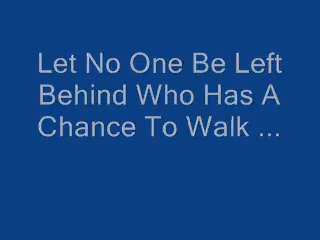 Let No One Be Left
Behind Who Has A
Chance To Walk ...